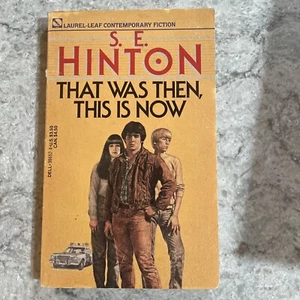 LAUREL-LEAF CONTEMPORARY FICTION
S. E.
HINTON
THAT WAS THEN,
THIS IS NOW